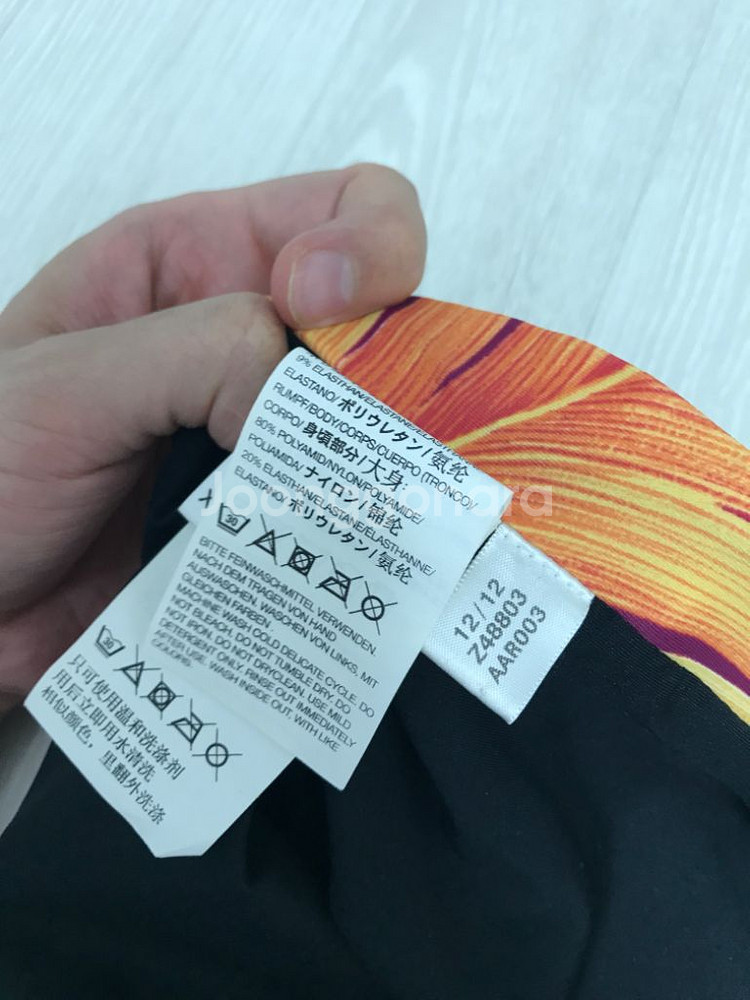 9% ELASTHAN/ELASTANE/ÉLASTHANNE/
ELASTANO/ ポリウレタン/ 氨纶
RUMPF/BODY/CORPS/CUERPO (TRONCO)/
CORPO/ 身頃部分/ 大身:
80% POLYAMID/NYLON/POLYAMIDE/
POLIAMIDA/ ナイロン/ 锦纶
20% ELASTHAN/ELASTANE/ÉLASTHANNE/
ELASTANO/ ポリウレタン/ 氨纶
30
BITTE FEINWASCHMITTEL VERWENDEN.
NACH DEM TRAGEN VON HAND
AUSWASCHEN. WASCHEN VON LINKS, MIT
GLEICHEN FARBEN
MACHINE WASH COLD DELICATE CYCLE. DO
NOT BLEACH. DO NOT TUMBLE DRY. DO
NOT IRON. DO NOT DRYCLEAN. USE MILD
DETERGENT ONLY. RINSE OUT IMMEDIATELY
AFTER USE. WASH INSIDE OUT, WITH LIKE
COLORS.
12/12
Z48803
AAR003
30
只可使用温和洗涤剂
用后立即用水清洗
相似颜色，里翻外洗涤
Joongonara